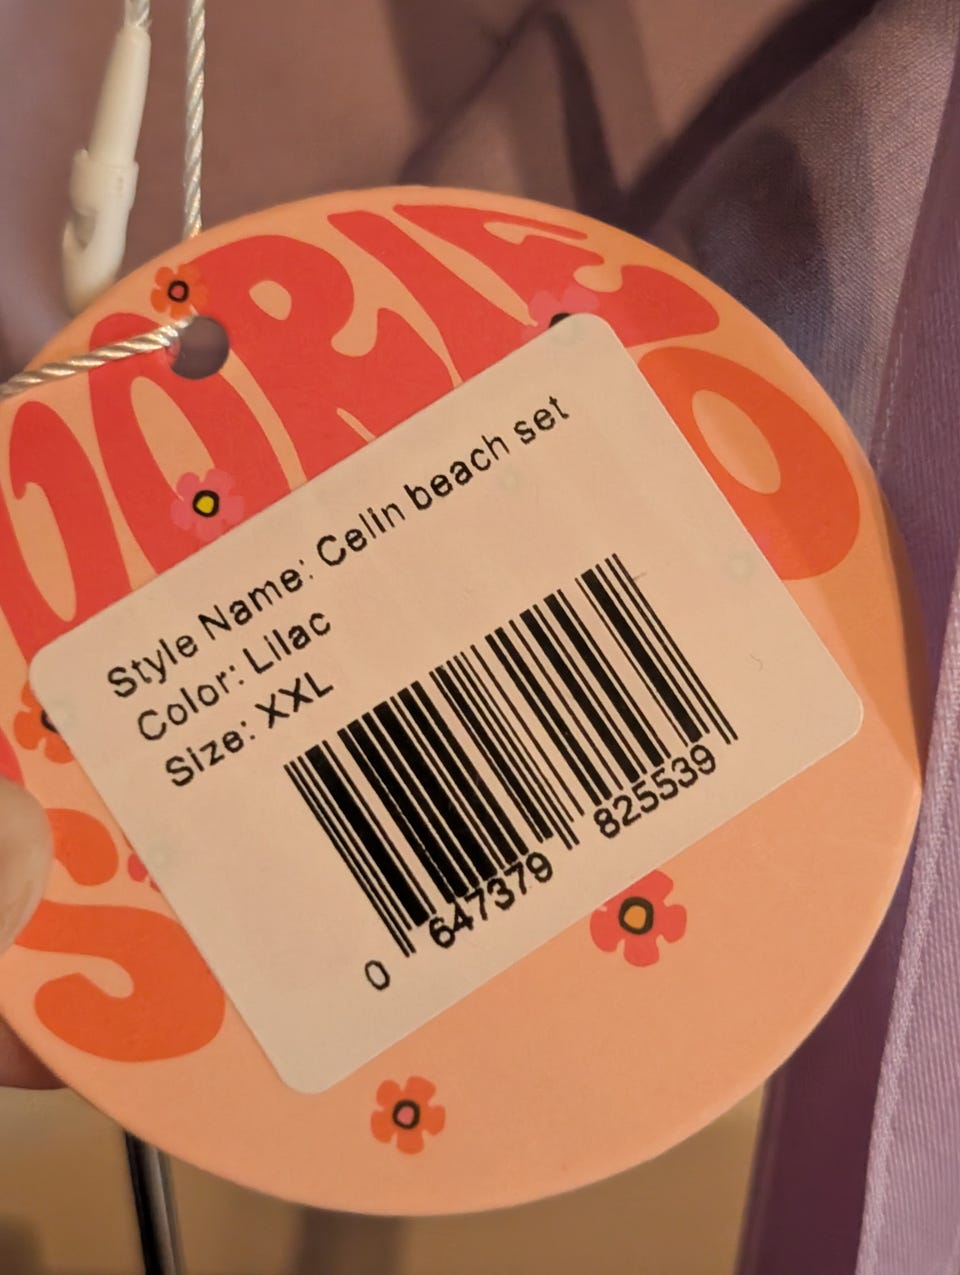 Style Name: Celin beach set
Color: Lilac
Size: XXL
0 647379 825539